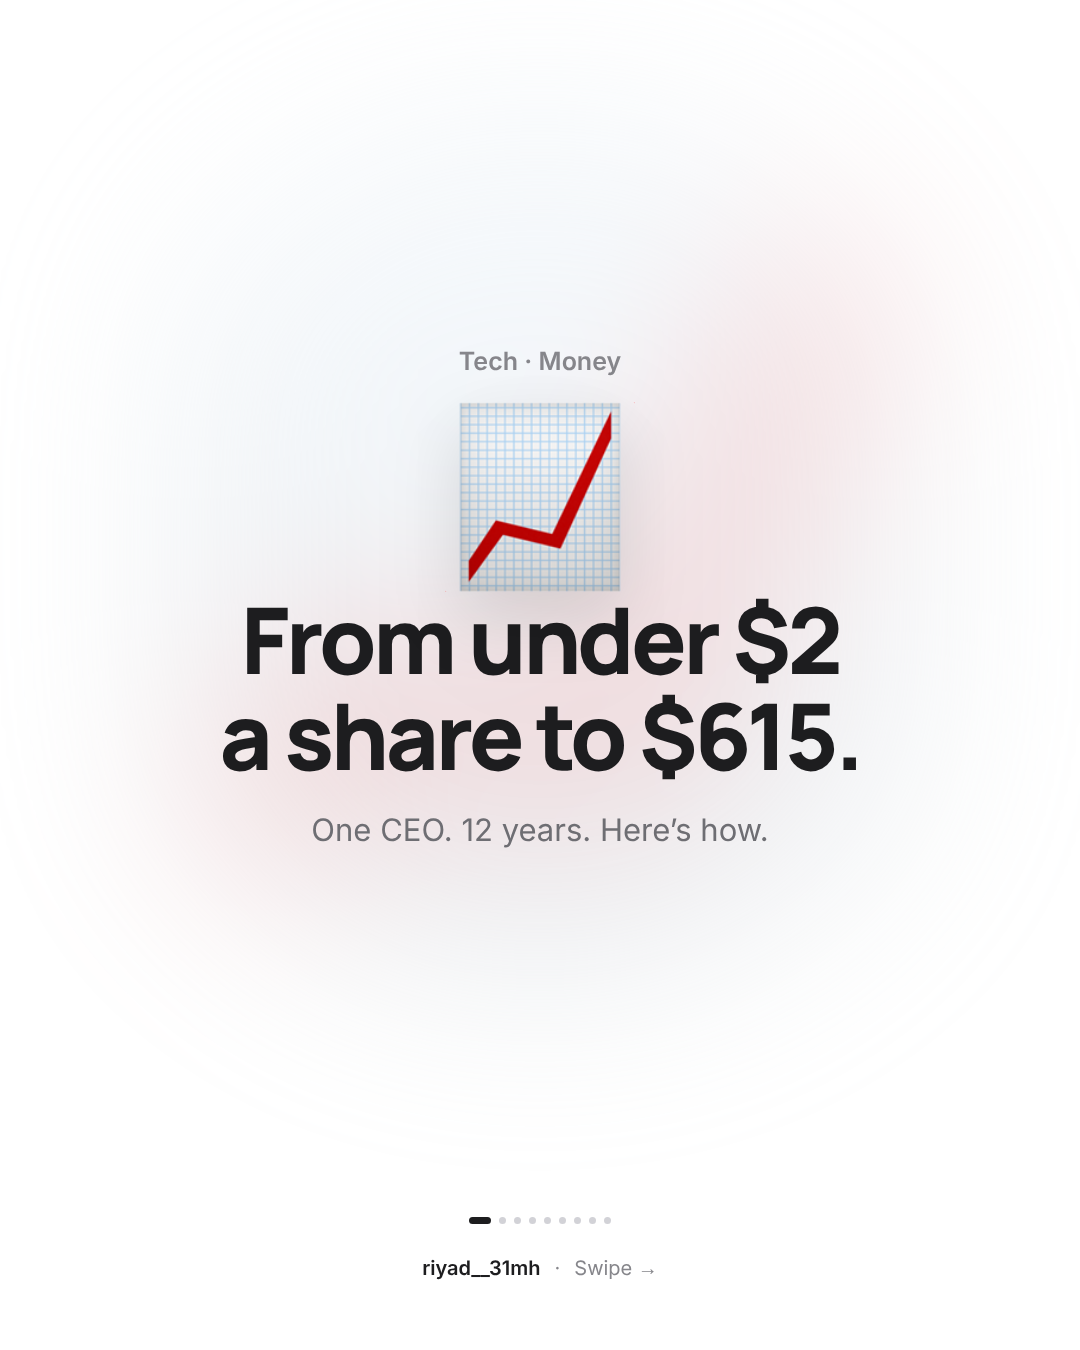 Tech · Money
From under $2
a share to $615.
One CEO. 12 years. Here’s how.
riyad__31mh · Swipe →